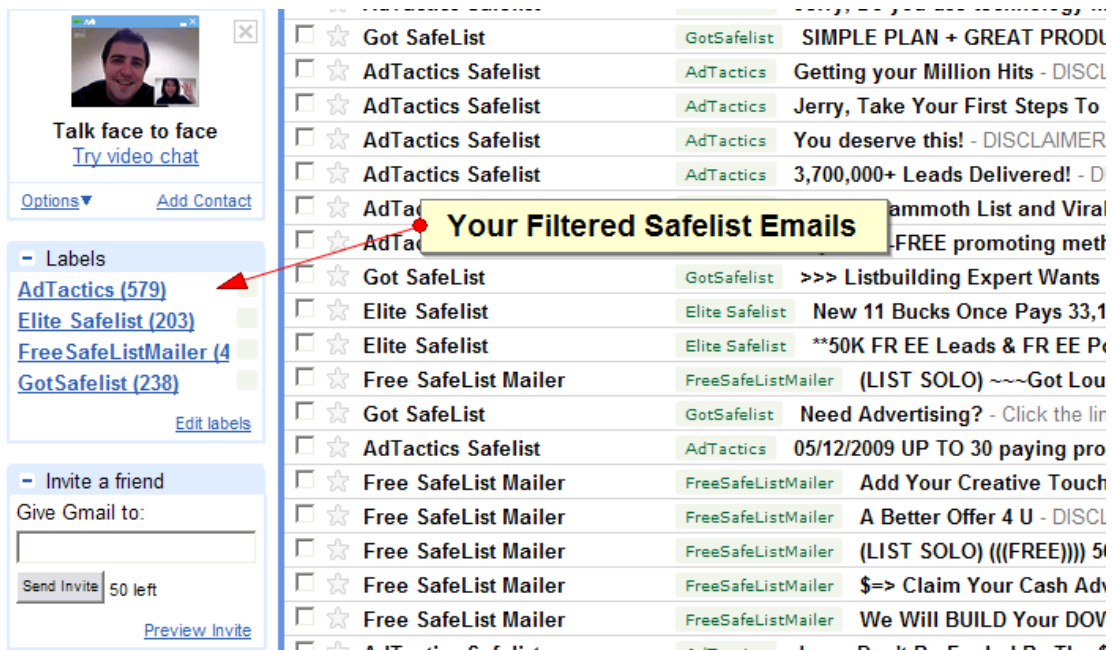 Talk face to face
Try video chat
Options▼ Add Contact
− Labels
AdTactics (579)
Elite Safelist (203)
FreeSafeListMailer (4
GotSafelist (238)
Edit labels
− Invite a friend
Give Gmail to:
Send Invite 50 left
Preview Invite
Got SafeList GotSafelist SIMPLE PLAN + GREAT PRODU
AdTactics Safelist AdTactics Getting your Million Hits - DISCL
AdTactics Safelist AdTactics Jerry, Take Your First Steps To
AdTactics Safelist AdTactics You deserve this! - DISCLAIMER
AdTactics Safelist AdTactics 3,700,000+ Leads Delivered! - D
AdTa ammoth List and Viral
Your Filtered Safelist Emails
AdTa -FREE promoting meth
Got SafeList GotSafelist >>> Listbuilding Expert Wants
Elite Safelist Elite Safelist New 11 Bucks Once Pays 33,1
Elite Safelist Elite Safelist **50K FR EE Leads & FR EE Po
Free SafeList Mailer FreeSafeListMailer (LIST SOLO) ~~~Got Lou
Got SafeList GotSafelist Need Advertising? - Click the lin
AdTactics Safelist AdTactics 05/12/2009 UP TO 30 paying pro
Free SafeList Mailer FreeSafeListMailer Add Your Creative Touch
Free SafeList Mailer FreeSafeListMailer A Better Offer 4 U - DISCL
Free SafeList Mailer FreeSafeListMailer (LIST SOLO) (((FREE)))) 50
Free SafeList Mailer FreeSafeListMailer $=> Claim Your Cash Adv
Free SafeList Mailer FreeSafeListMailer We Will BUILD Your DOW